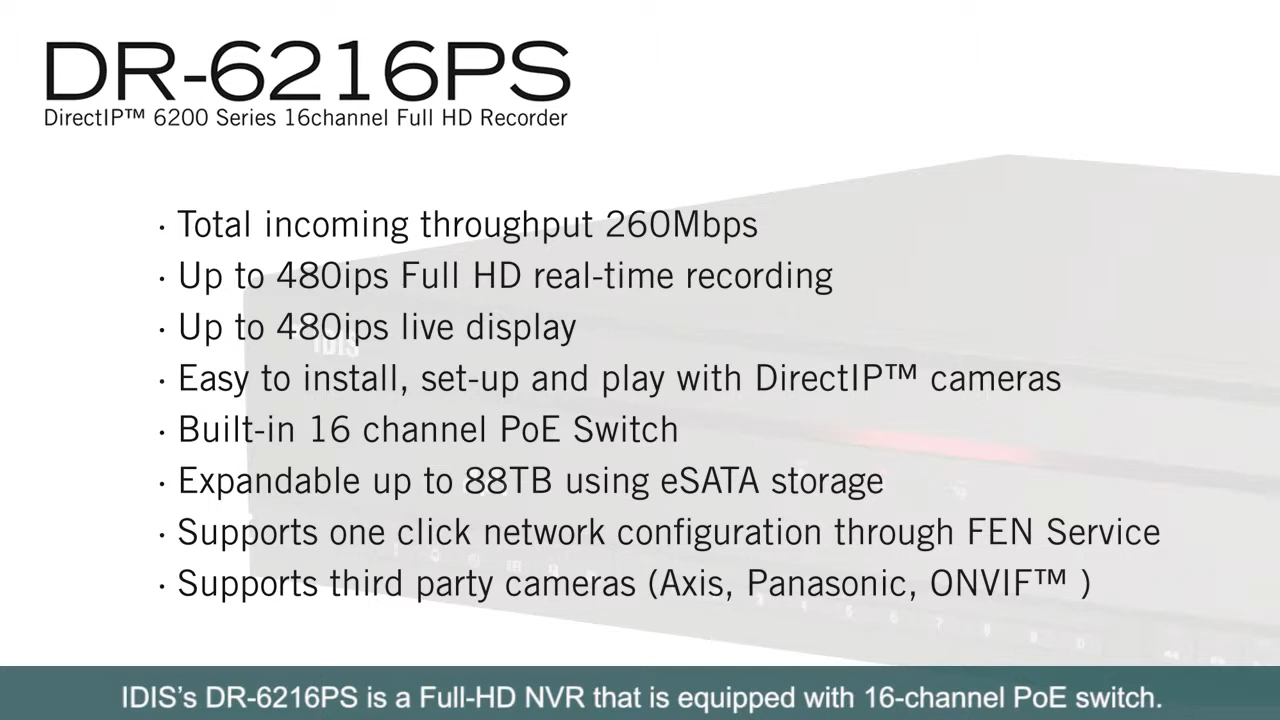 DR-6216PS
DirectIP™ 6200 Series 16channel Full HD Recorder
· Total incoming throughput 260Mbps
· Up to 480ips Full HD real-time recording
· Up to 480ips live display
IDIS
· Easy to install, set-up and play with DirectIP™ cameras
· Built-in 16 channel PoE Switch
· Expandable up to 88TB using eSATA storage
· Supports one click network configuration through FEN Service
· Supports third party cameras (Axis, Panasonic, ONVIF™ )
IDIS’s DR-6216PS is a Full-HD NVR that is equipped with 16-channel PoE switch.